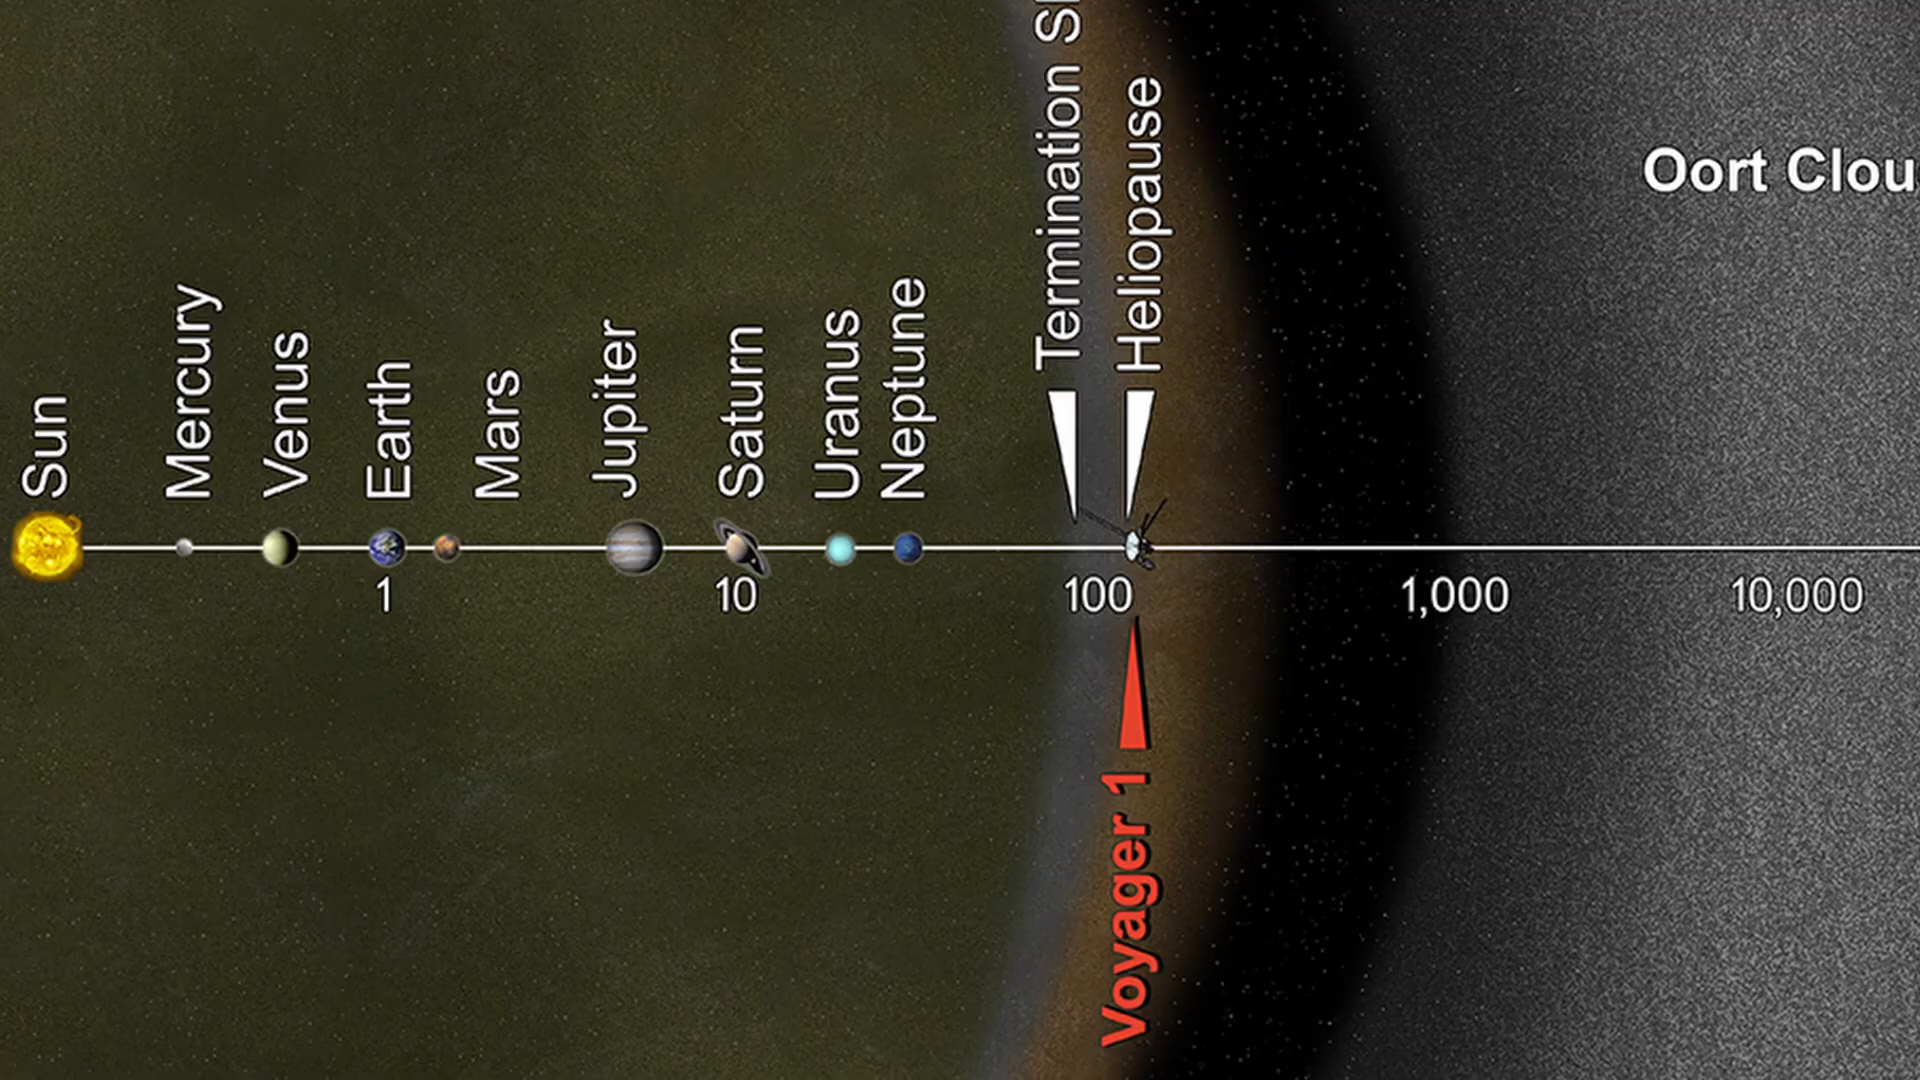 Sun
Mercury
Venus
Earth
Mars
Jupiter
Saturn
Uranus
Neptune
Termination
Heliopause
Oort
1
10
100
1,000
10,000
Voyager 1